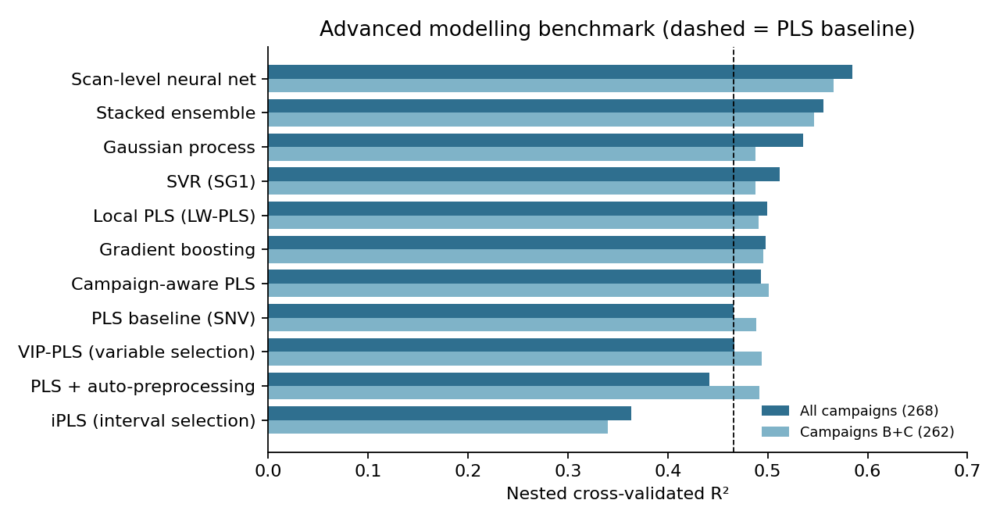 Advanced modelling benchmark (dashed = PLS baseline)
Scan-level neural net
Stacked ensemble
Gaussian process
SVR (SG1)
Local PLS (LW-PLS)
Gradient boosting
Campaign-aware PLS
PLS baseline (SNV)
VIP-PLS (variable selection)
PLS + auto-preprocessing
iPLS (interval selection)
All campaigns (268)
Campaigns B+C (262)
0.0 0.1 0.2 0.3 0.4 0.5 0.6 0.7
Nested cross-validated R²